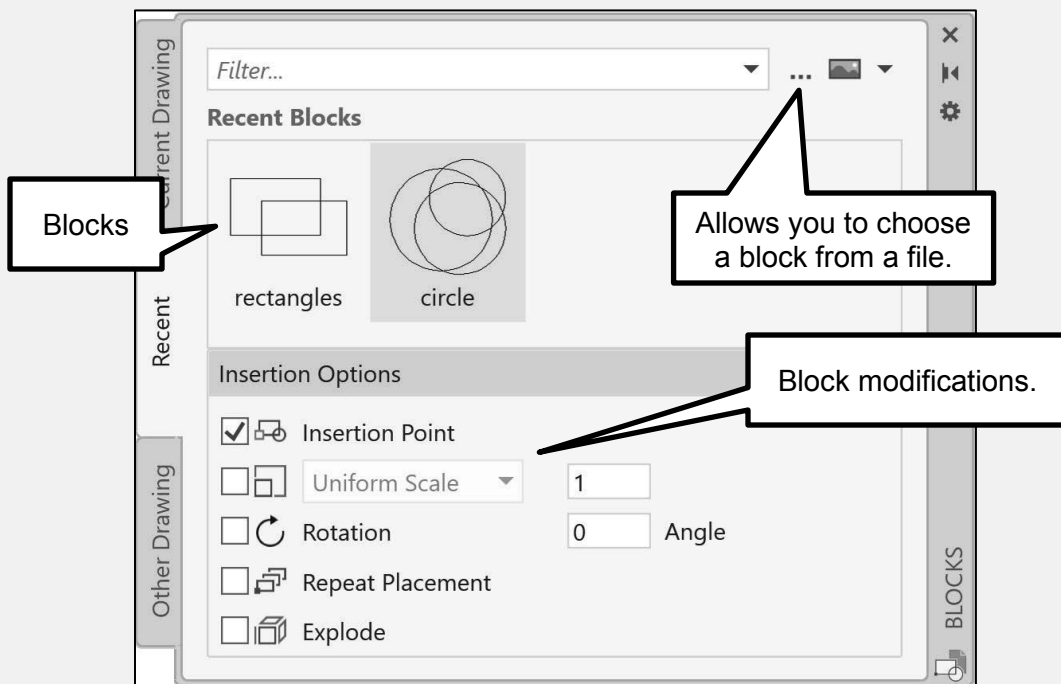 Current Drawing
Recent
Other Drawing
Filter...
...
Recent Blocks
Blocks
rectangles
circle
Allows you to choose
a block from a file.
Insertion Options
Block modifications.
Insertion Point
Uniform Scale
1
Rotation
0
Angle
Repeat Placement
Explode
BLOCKS